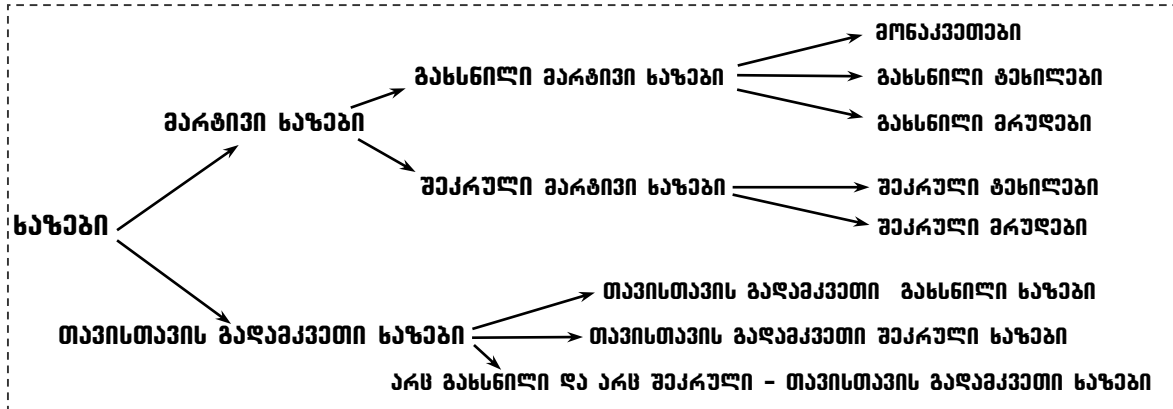 მონაკვეთები
გახსნილი მარტივი ხაზები
გახსნილი ტეხილები
მარტივი ხაზები
გახსნილი მრუდები
შეკრული მარტივი ხაზები
შეკრული ტეხილები
ხაზები
შეკრული მრუდები
თავისთავის გადამკვეთი გახსნილი ხაზები
თავისთავის გადამკვეთი ხაზები
თავისთავის გადამკვეთი შეკრული ხაზები
არც გახსნილი და არც შეკრული - თავისთავის გადამკვეთი ხაზები